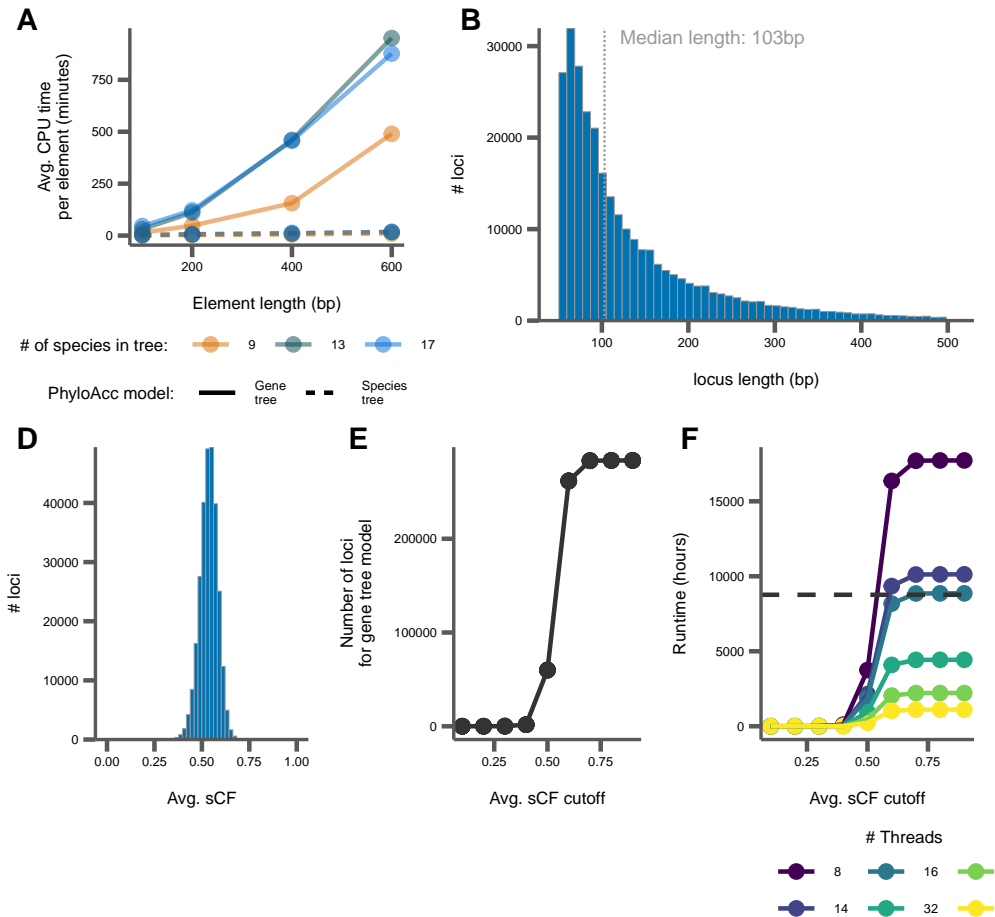 A
Avg. CPU time
per element (minutes)
750
500
250
0
200
400
600
Element length (bp)
# of species in tree:
9
13
17
PhyloAcc model:
Gene
tree
Species
tree
B
Median length: 103bp
# loci
30000
20000
10000
0
100
200
300
400
500
locus length (bp)
D
# loci
40000
30000
20000
10000
0
0.00
0.25
0.50
0.75
1.00
Avg. sCF
E
Number of loci
for gene tree model
200000
100000
0
0.25
0.50
0.75
Avg. sCF cutoff
F
Runtime (hours)
15000
10000
5000
0
0.25
0.50
0.75
Avg. sCF cutoff
# Threads
8
16
14
32